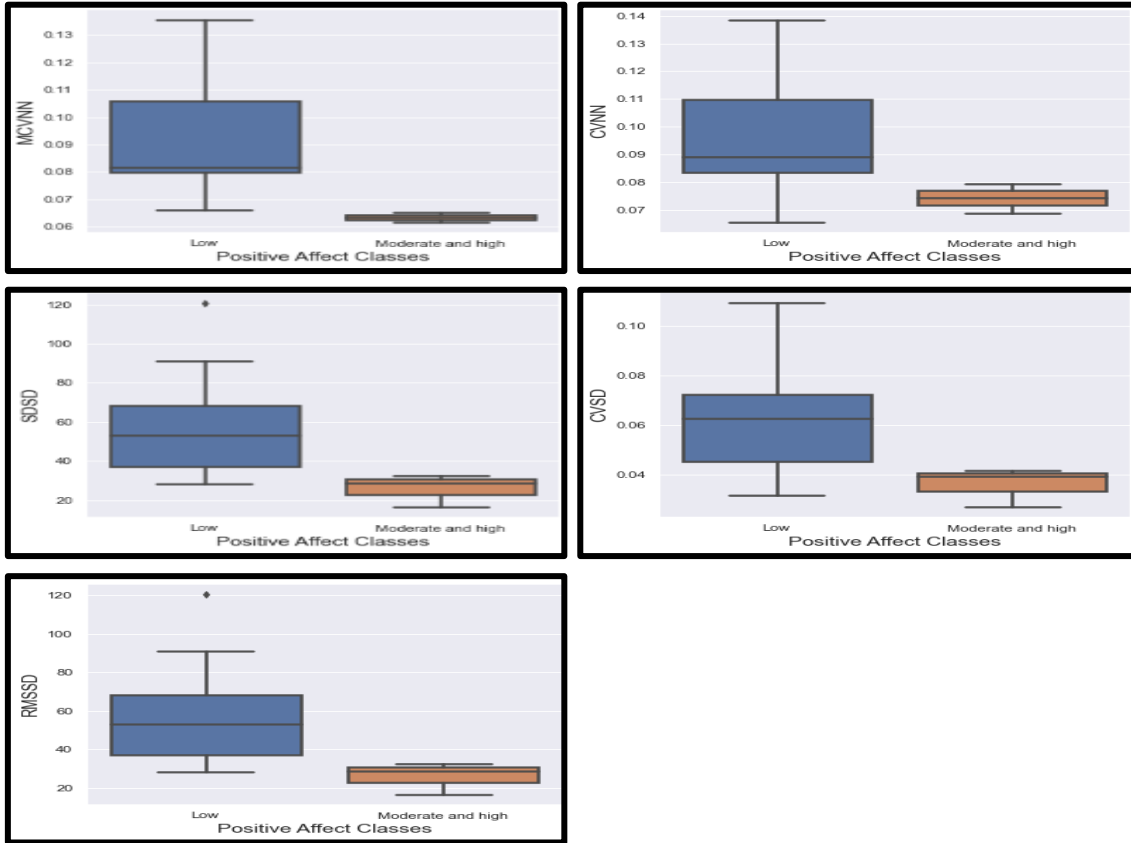 0.13
0.12
0.11
0.10
0.09
0.08
0.07
0.06
MCVNN
Low
Moderate and high
Positive Affect Classes
0.14
0.13
0.12
0.11
0.10
0.09
0.08
0.07
CVNN
Low
Moderate and high
Positive Affect Classes
120
100
80
60
40
20
SDSD
Low
Moderate and high
Positive Affect Classes
0.10
0.08
0.06
0.04
CVSD
Low
Moderate and high
Positive Affect Classes
120
100
80
60
40
20
RMSSD
Low
Moderate and high
Positive Affect Classes